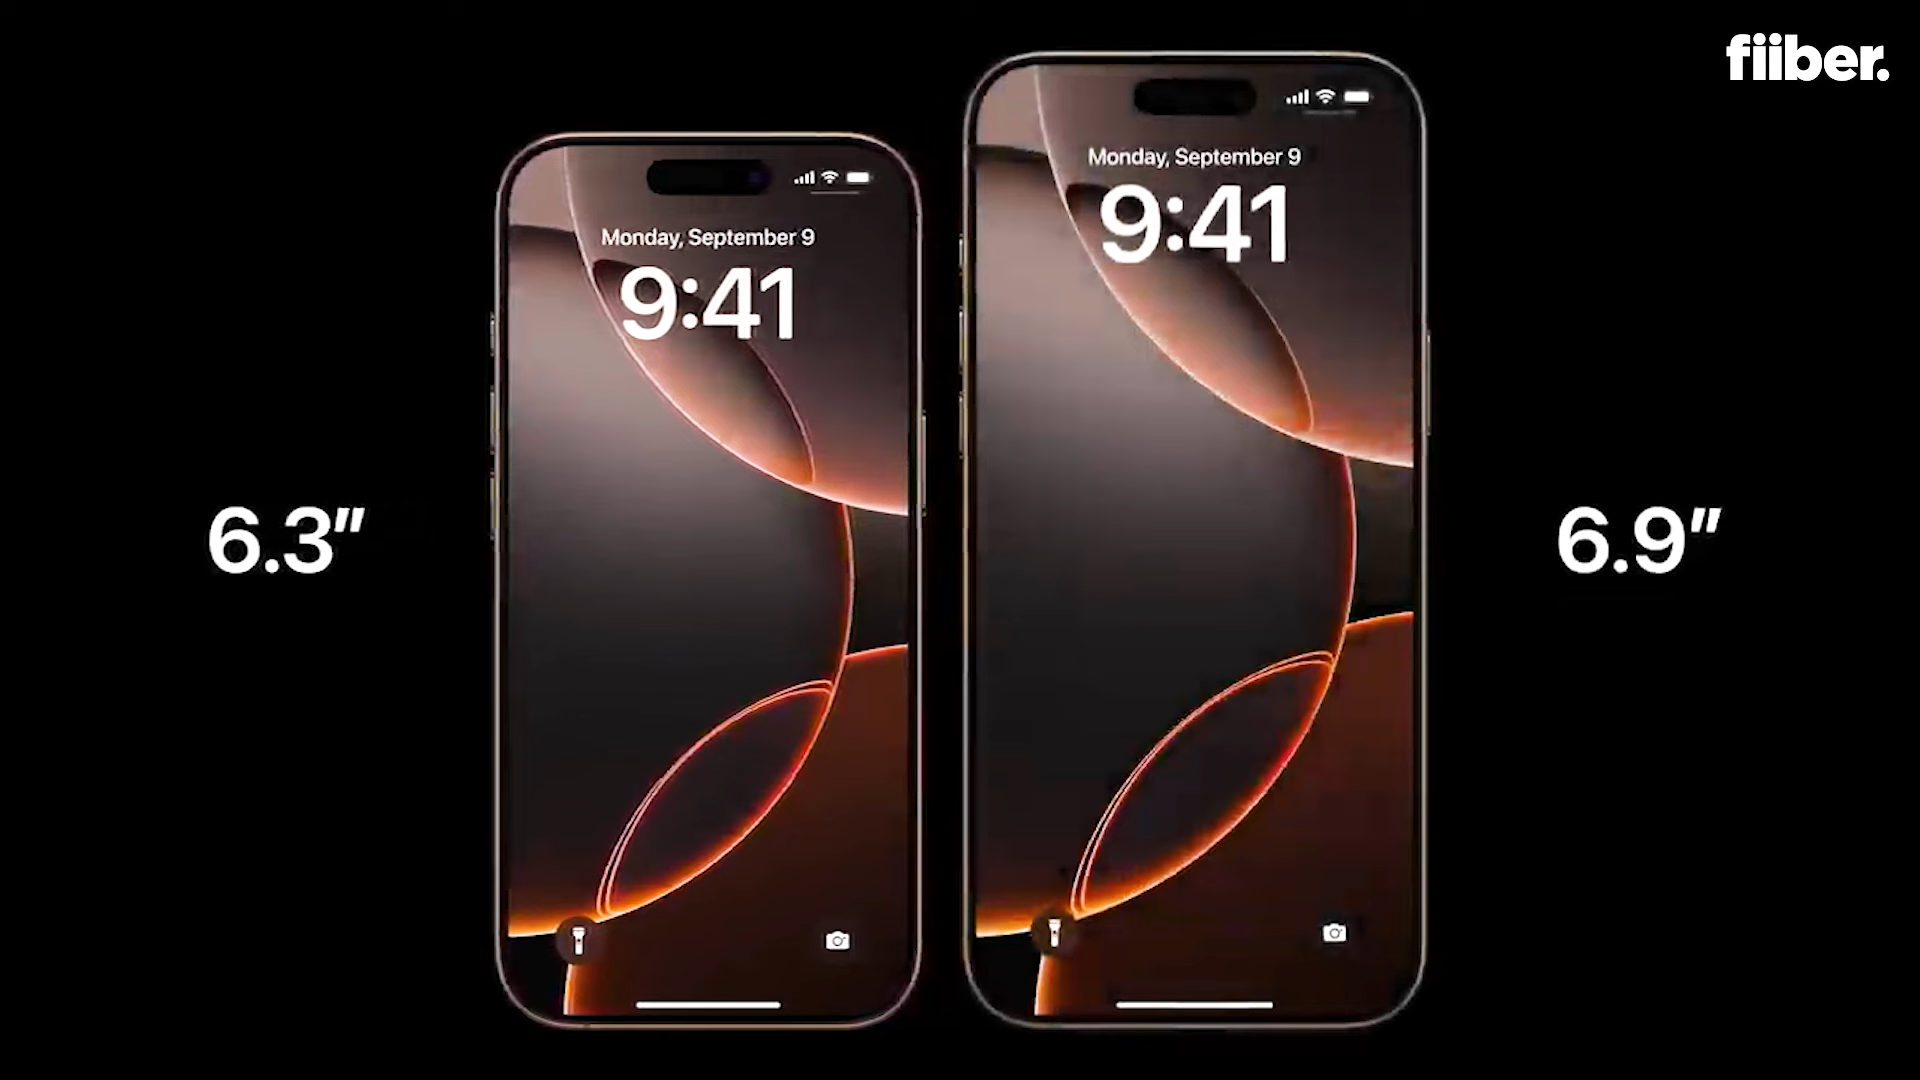 fiiber.
Monday, September 9
9:41
Monday, September 9
9:41
6.3"
6.9"